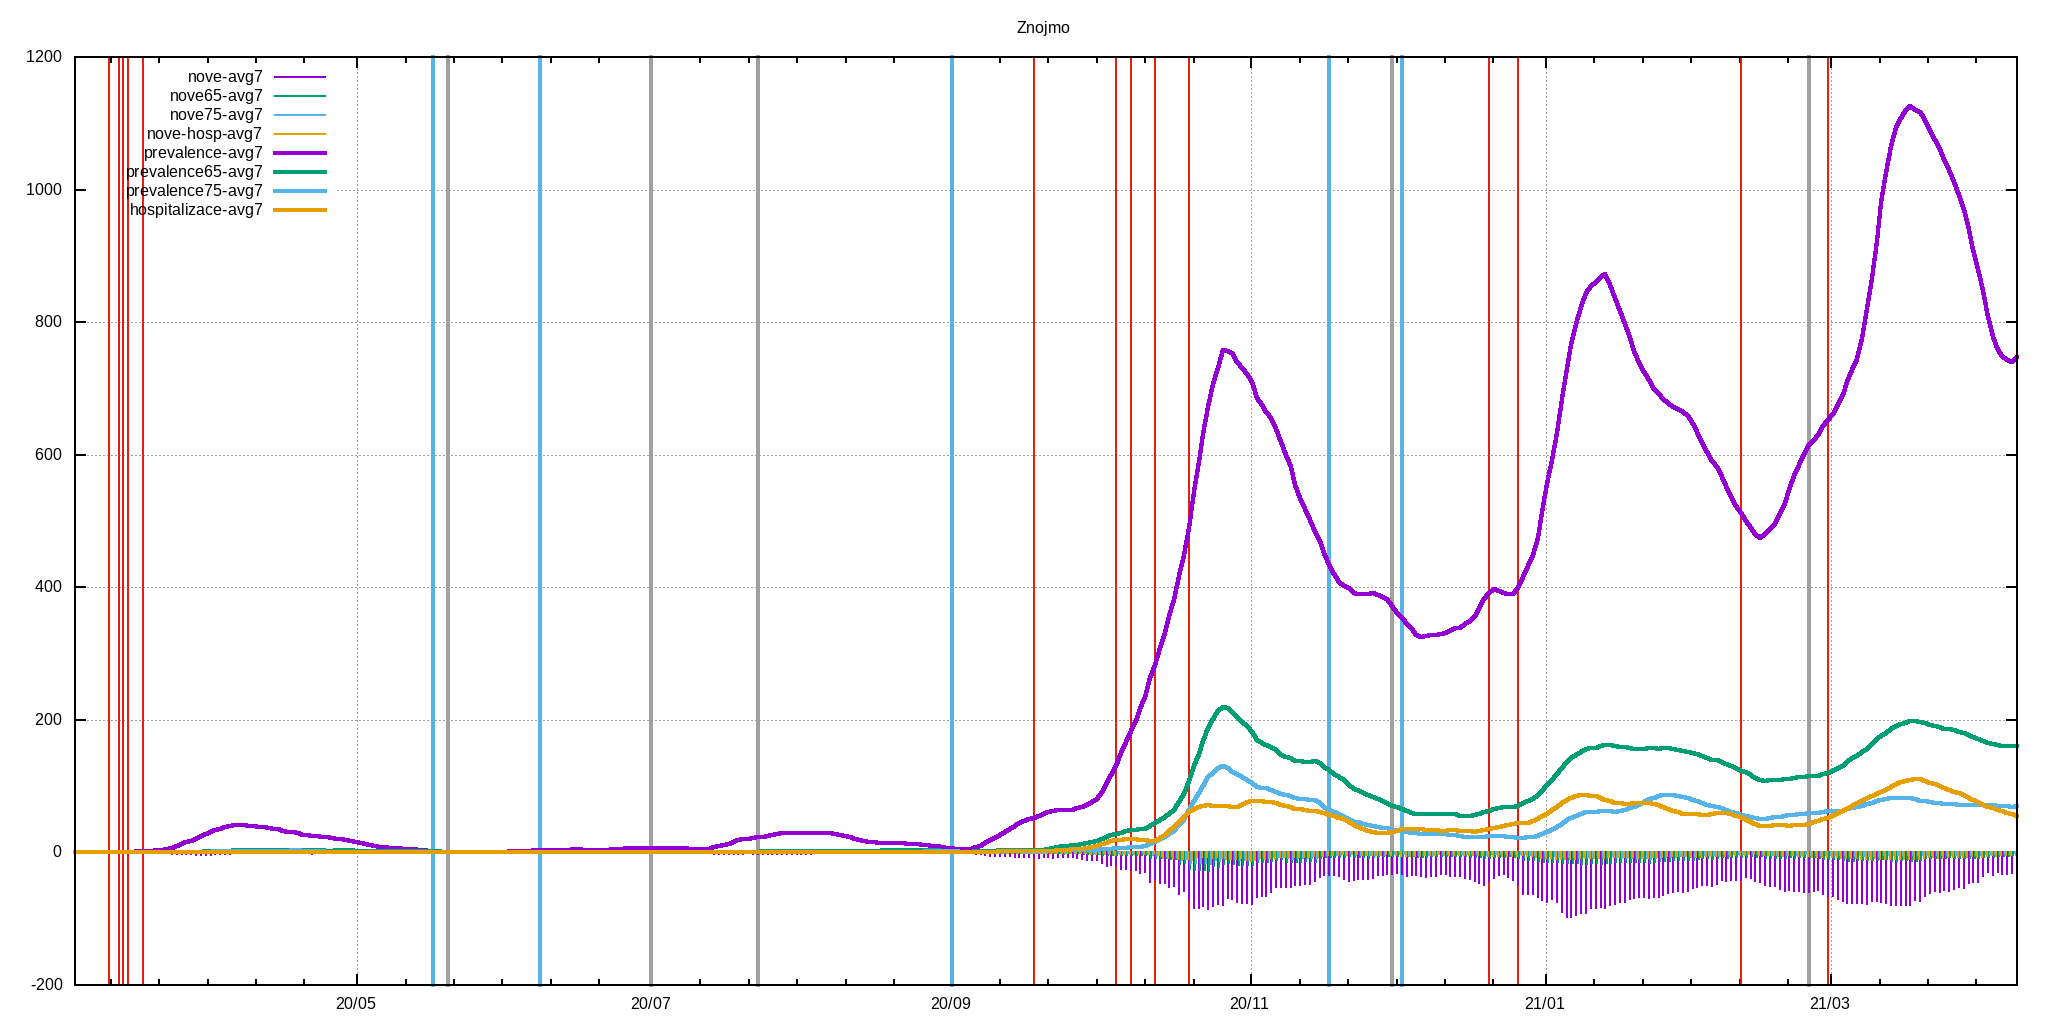 Znojmo
1200
1000
800
600
400
200
0
-200
nove-avg7
nove65-avg7
nove75-avg7
nove-hosp-avg7
prevalence-avg7
prevalence65-avg7
prevalence75-avg7
hospitalizace-avg7
20/05
20/07
20/09
20/11
21/01
21/03